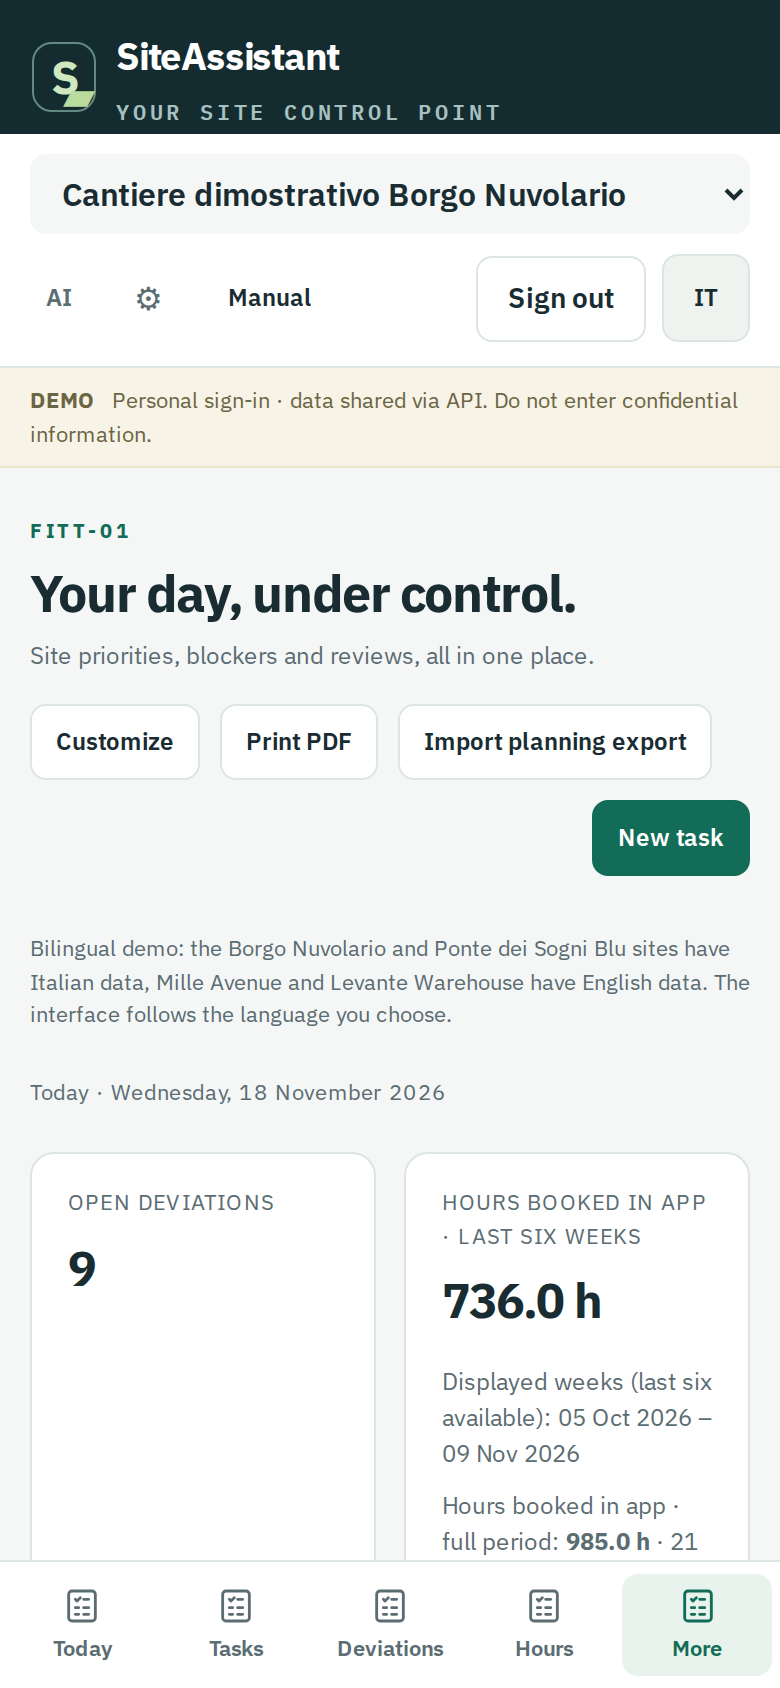 S
SiteAssistant
YOUR SITE CONTROL POINT
Cantiere dimostrativo Borgo Nuvolario
AI
Manual
Sign out
IT
DEMO Personal sign-in · data shared via API. Do not enter confidential
information.
FITT-01
Your day, under control.
Site priorities, blockers and reviews, all in one place.
Customize
Print PDF
Import planning export
New task
Bilingual demo: the Borgo Nuvolario and Ponte dei Sogni Blu sites have
Italian data, Mille Avenue and Levante Warehouse have English data. The
interface follows the language you choose.
Today · Wednesday, 18 November 2026
OPEN DEVIATIONS
9
HOURS BOOKED IN APP
· LAST SIX WEEKS
736.0 h
Displayed weeks (last six
available): 05 Oct 2026 –
09 Nov 2026
Hours booked in app ·
full period: 985.0 h · 21
Today
Tasks
Deviations
Hours
More